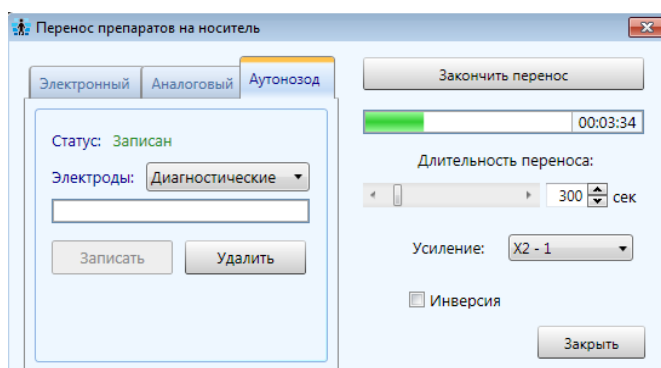 Перенос препаратов на носитель
Электронный
Аналоговый
Аутонозод
Статус: Записан
Электроды: Диагностические
Записать
Удалить
Закончить перенос
00:03:34
Длительность переноса:
300 сек
Усиление: X2 - 1
Инверсия
Закрыть